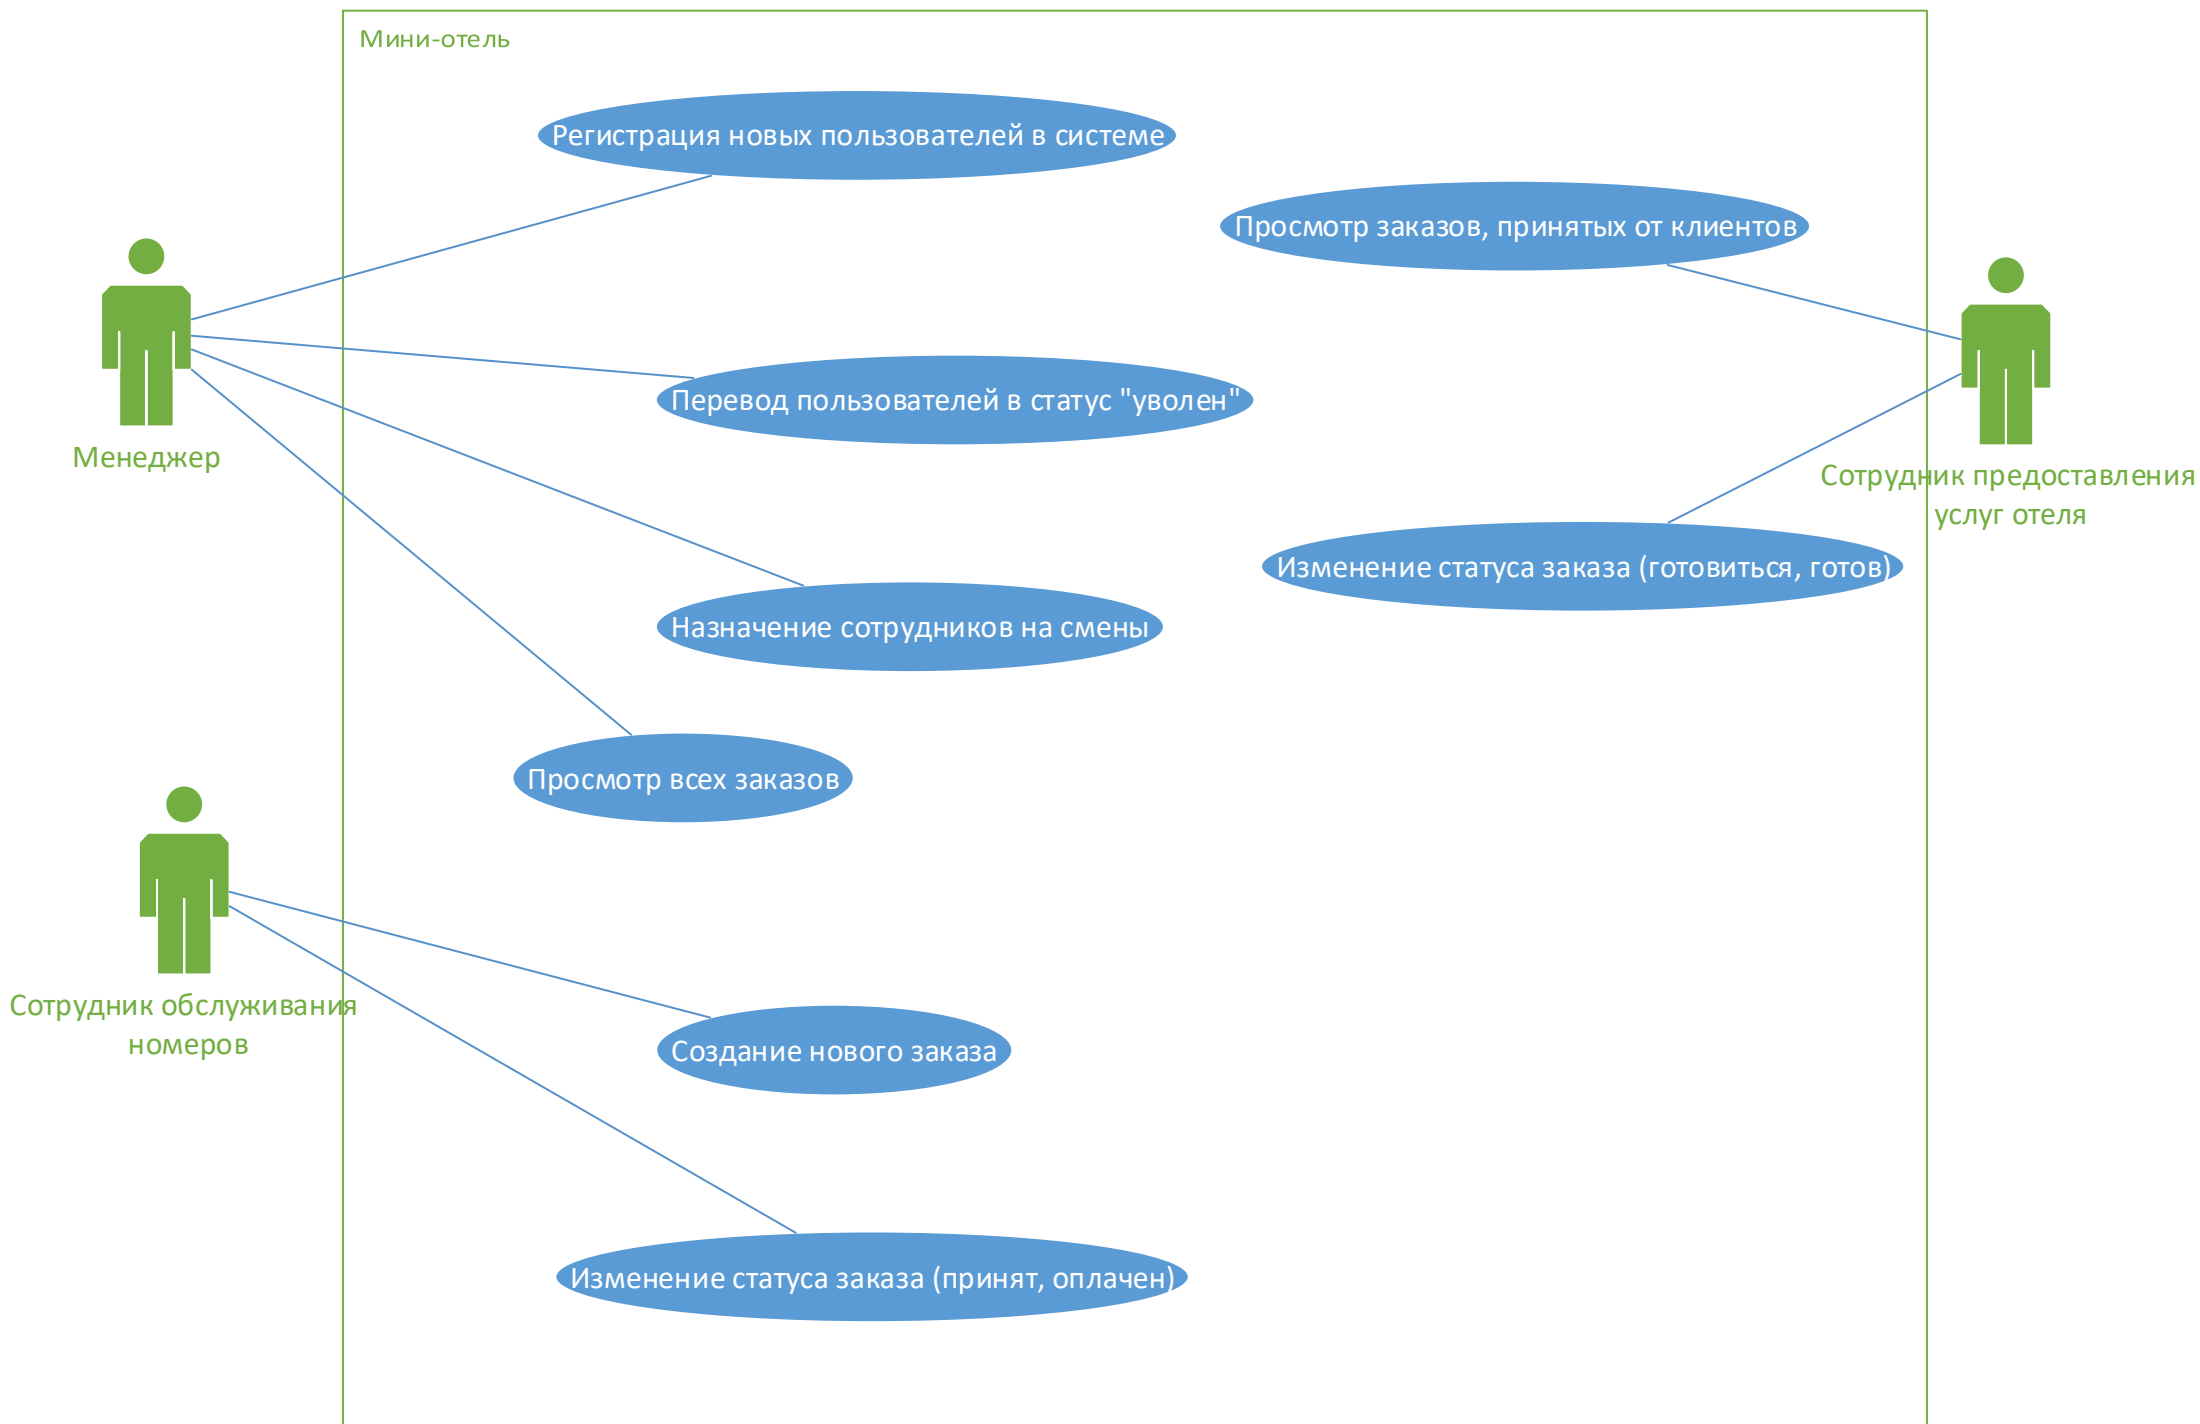 Мини-отель
Регистрация новых пользователей в системе
Просмотр заказов, принятых от клиентов
Перевод пользователей в статус "уволен"
Менеджер
Сотрудник предоставления
услуг отеля
Изменение статуса заказа (готовиться, готов)
Назначение сотрудников на смены
Просмотр всех заказов
Сотрудник обслуживания
номеров
Создание нового заказа
Изменение статуса заказа (принят, оплачен)